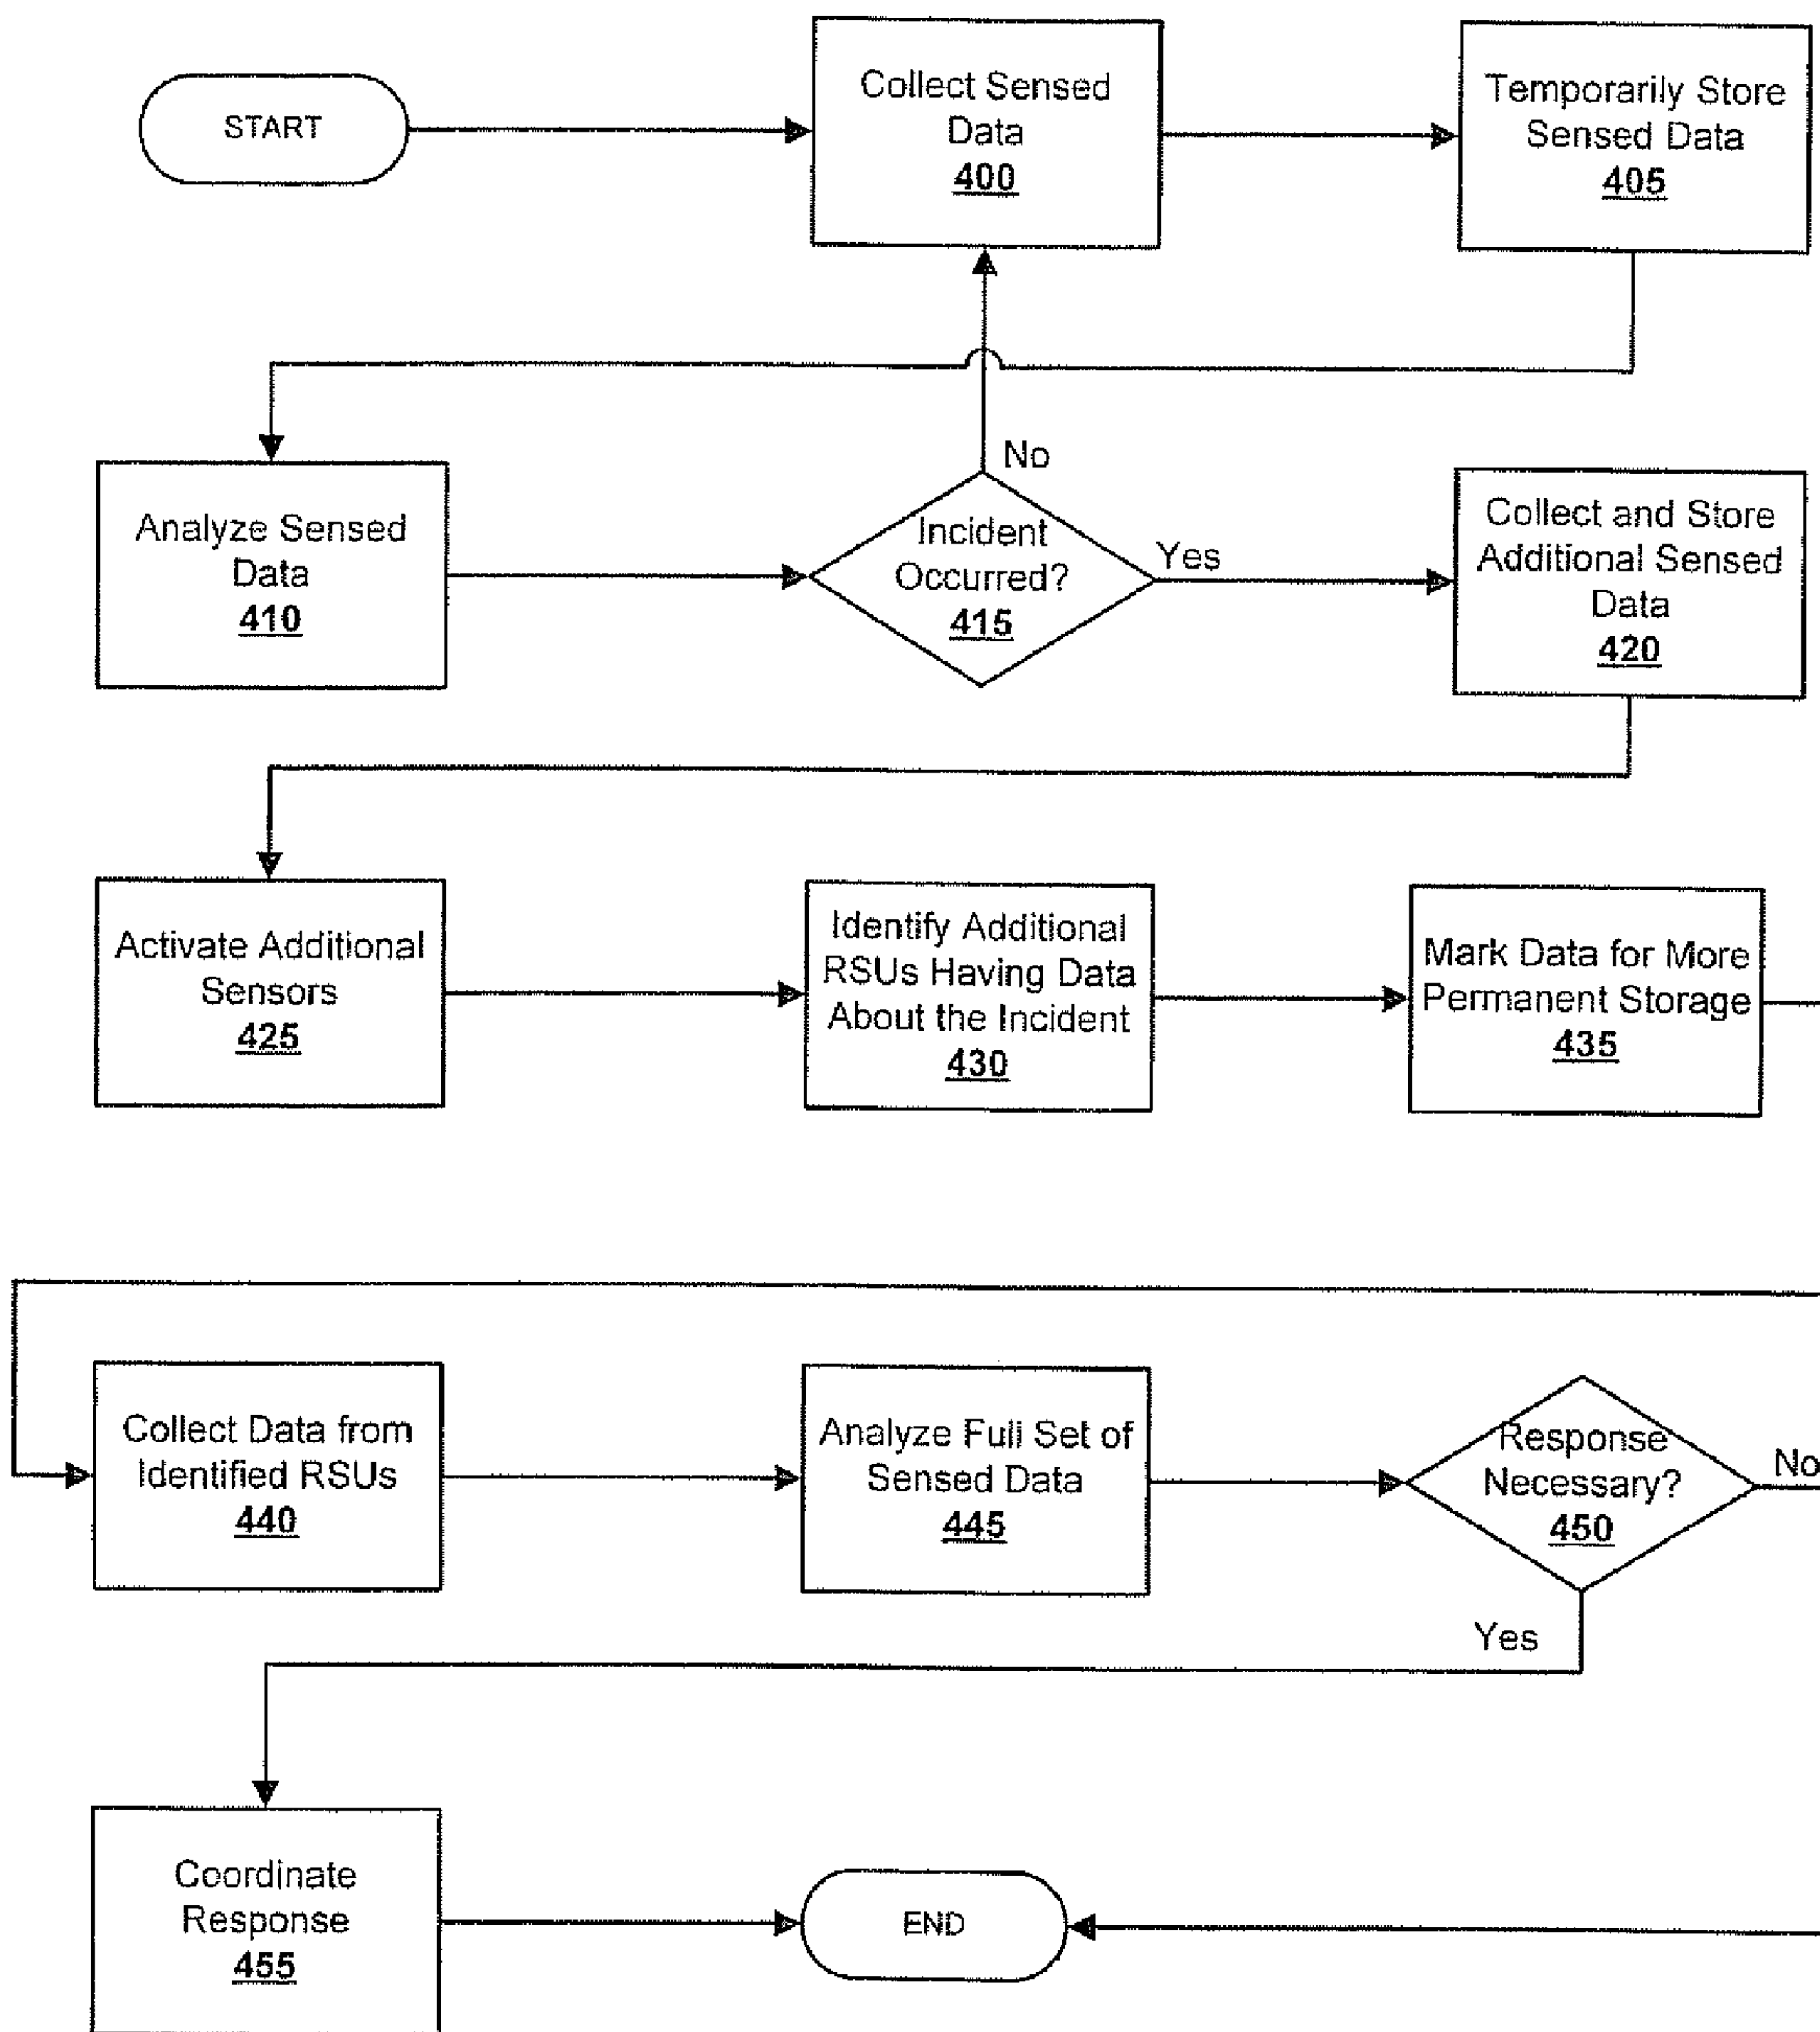 START
Collect Sensed
Data
400
Temporarily Store
Sensed Data
405
Analyze Sensed
Data
410
No
Incident
Occurred?
415
Yes
Collect and Store
Additional Sensed
Data
420
Activate Additional
Sensors
425
Identify Additional
RSUs Having Data
About the Incident
430
Mark Data for More
Permanent Storage
435
Collect Data from
Identified RSUs
440
Analyze Full Set of
Sensed Data
445
Response
Necessary?
450
No
Yes
Coordinate
Response
455
END